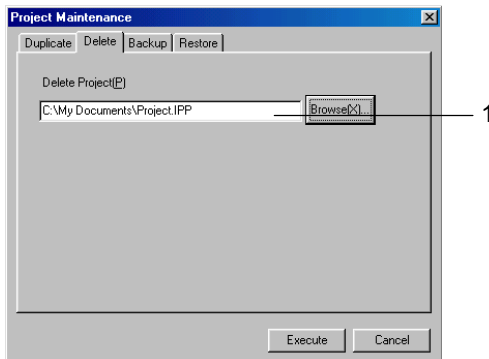 Project Maintenance
Duplicate Delete Backup Restore
Delete Project(P)
C:\My Documents\Project.IPP Browse(X)... 1
Execute Cancel